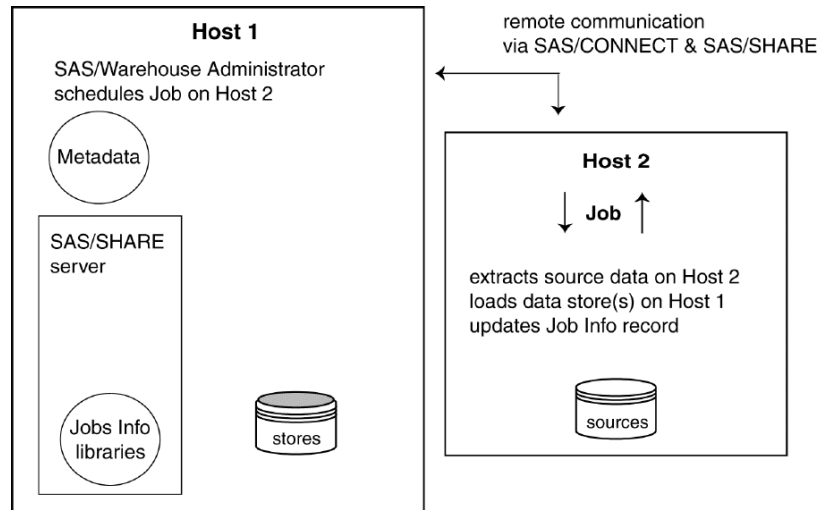 Host 1
SAS/Warehouse Administrator
schedules Job on Host 2
Metadata
SAS/SHARE
server
Jobs Info
libraries
stores
remote communication
via SAS/CONNECT & SAS/SHARE
Host 2
Job
extracts source data on Host 2
loads data store(s) on Host 1
updates Job Info record
sources